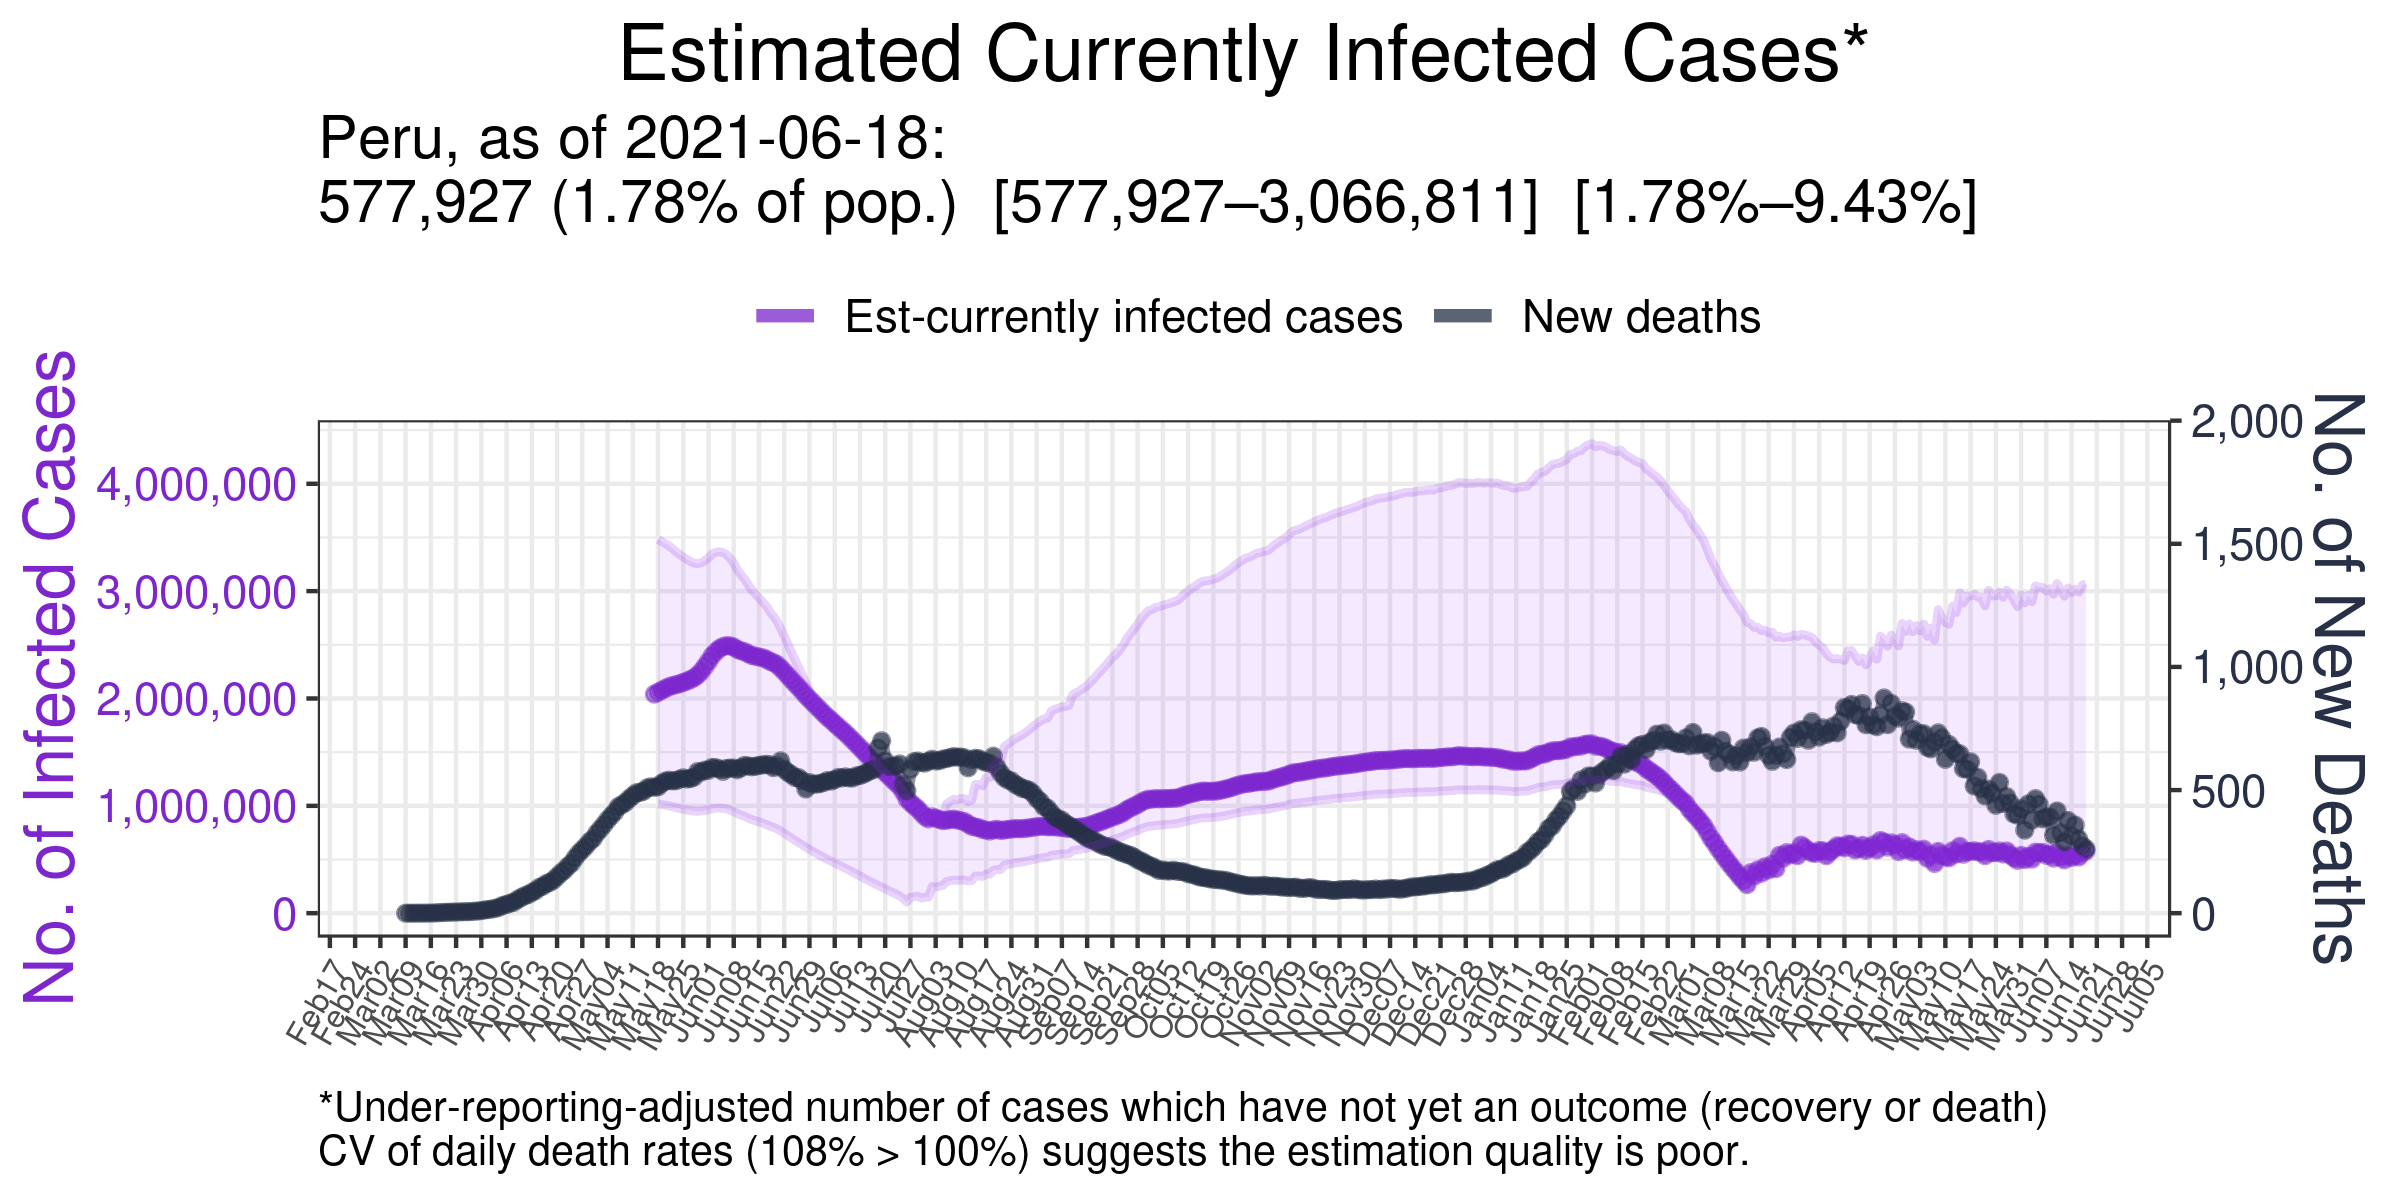 Estimated Currently Infected Cases*
Peru, as of 2021-06-18:
577,927 (1.78% of pop.) [577,927–3,066,811] [1.78%–9.43%]
Est-currently infected cases New deaths
No. of Infected Cases
4,000,000
3,000,000
2,000,000
1,000,000
0
2,000
1,500
1,000
500
0
No. of New Deaths
Feb17 Feb24 Mar02 Mar09 Mar16 Mar23 Mar30 Apr06 Apr13 Apr20 Apr27 May04 May11 May18 May25 Jun01 Jun08 Jun15 Jun22 Jun29 Jul06 Jul13 Jul20 Jul27 Aug03 Aug10 Aug17 Aug24 Aug31 Sep07 Sep14 Sep21 Sep28 Oct05 Oct12 Oct19 Oct26 Nov02 Nov09 Nov16 Nov23 Nov30 Dec07 Dec14 Dec21 Dec28 Jan04 Jan11 Jan18 Jan25 Feb01 Feb08 Feb15 Feb22 Mar01 Mar08 Mar15 Mar22 Mar29 Apr05 Apr12 Apr19 Apr26 May03 May10 May17 May24 May31 Jun07 Jun14 Jun21 Jun28 Jul05
*Under-reporting-adjusted number of cases which have not yet an outcome (recovery or death)
CV of daily death rates (108% > 100%) suggests the estimation quality is poor.